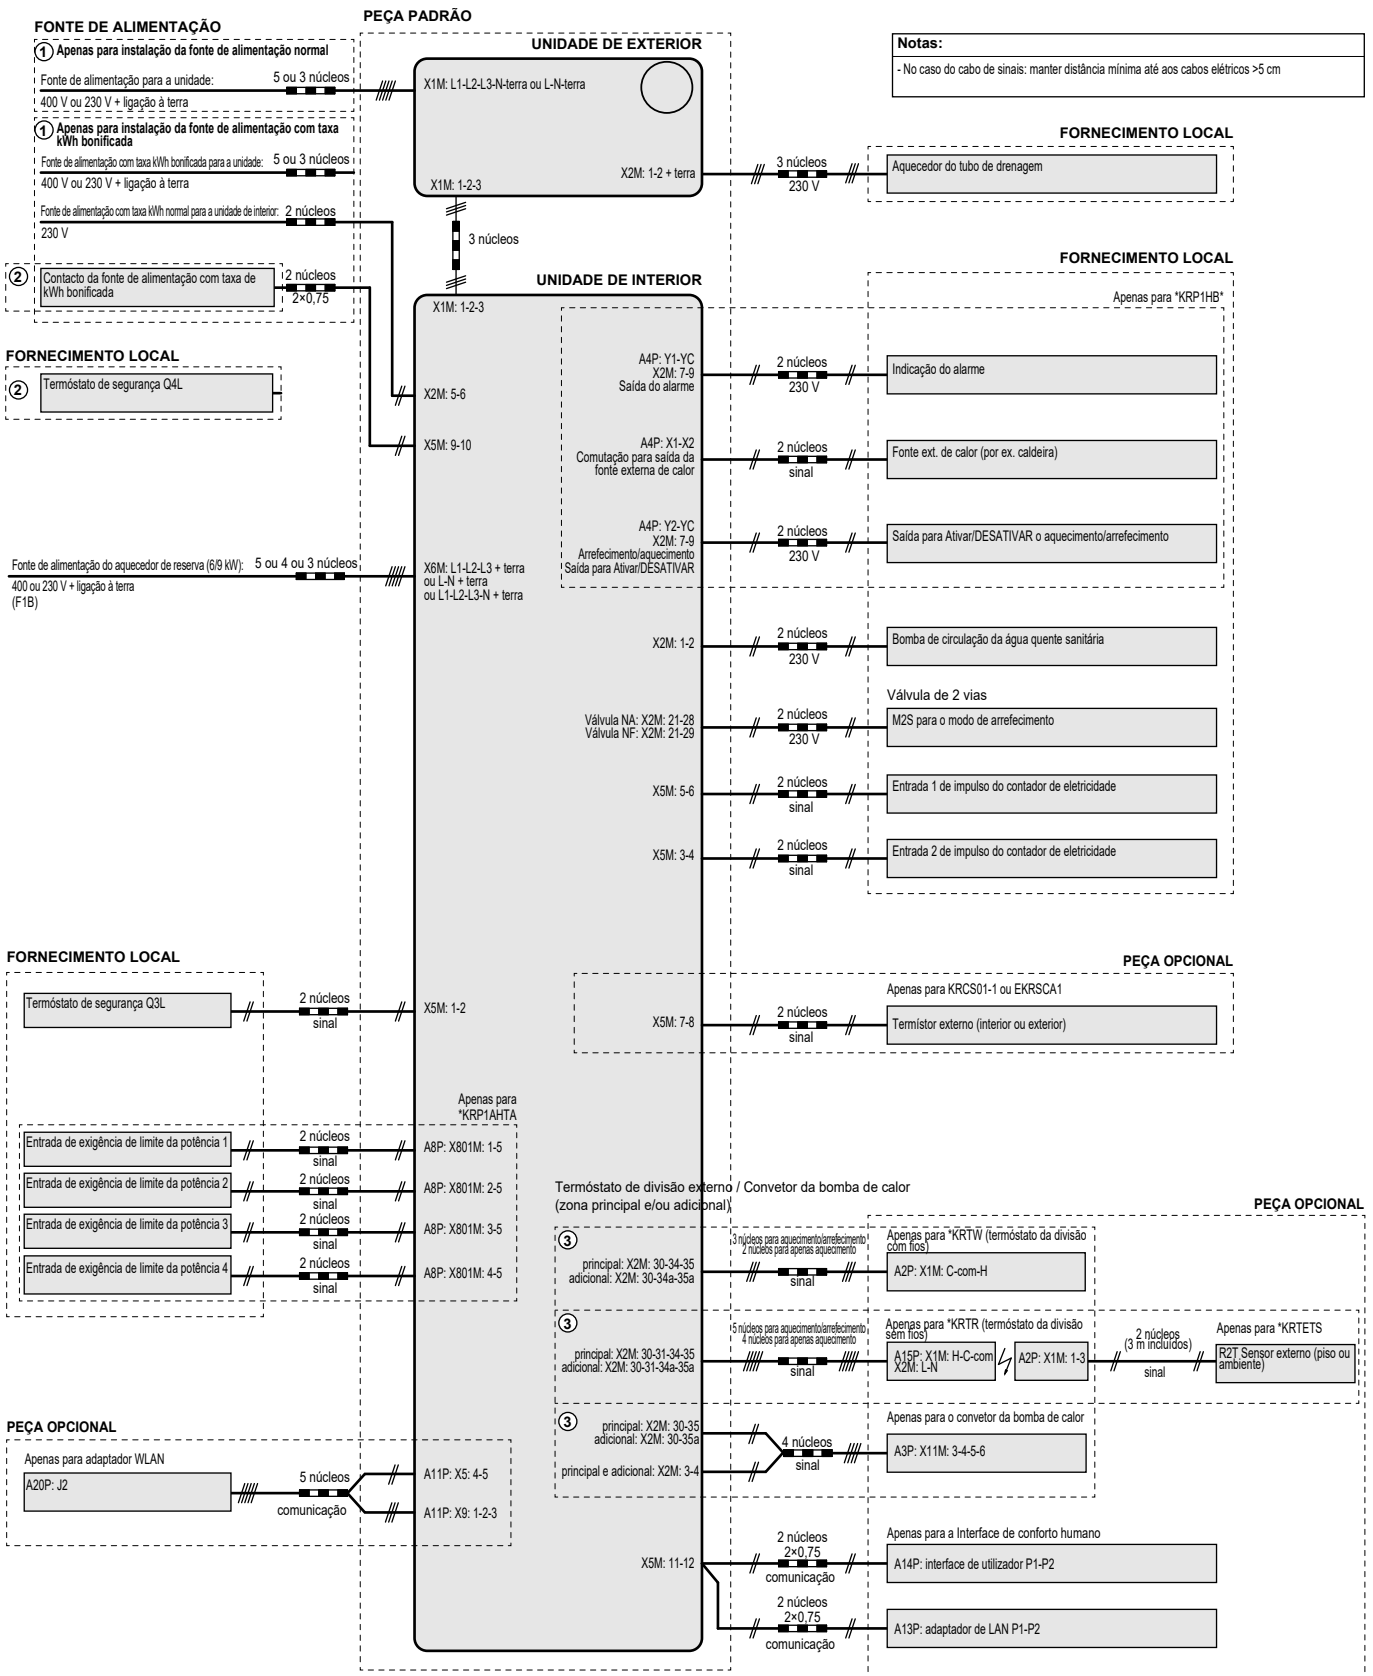 PEÇA PADRÃO
FONTE DE ALIMENTAÇÃO
1 Apenas para instalação da fonte de alimentação normal
Fonte de alimentação para a unidade:
5 ou 3 núcleos
400 V ou 230 V + ligação à terra
1 Apenas para instalação da fonte de alimentação com taxa
kWh bonificada
Fonte de alimentação com taxa kWh bonificada para a unidade:
5 ou 3 núcleos
400 V ou 230 V + ligação à terra
Fonte de alimentação com taxa kWh normal para a unidade de interior:
2 núcleos
230 V
2
Contacto da fonte de alimentação com taxa de
kWh bonificada
2 núcleos
2×0,75
FORNECIMENTO LOCAL
2
Termóstato de segurança Q4L
UNIDADE DE EXTERIOR
X1M: L1-L2-L3-N-terra ou L-N-terra
X2M: 1-2 + terra
X1M: 1-2-3
3 núcleos
Notas:
- No caso do cabo de sinais: manter distância mínima até aos cabos elétricos >5 cm
FORNECIMENTO LOCAL
3 núcleos
230 V
Aquecedor do tubo de drenagem
UNIDADE DE INTERIOR
X1M: 1-2-3
X2M: 5-6
X5M: 9-10
FORNECIMENTO LOCAL
Apenas para *KRP1HB*
A4P: Y1-YC
X2M: 7-9
Saída do alarme
2 núcleos
230 V
Indicação do alarme
A4P: X1-X2
Comutação para saída da
fonte externa de calor
2 núcleos
sinal
Fonte ext. de calor (por ex. caldeira)
A4P: Y2-YC
X2M: 7-9
Arrefecimento/aquecimento
Saída para Ativar/DESATIVAR
2 núcleos
230 V
Saída para Ativar/DESATIVAR o aquecimento/arrefecimento
Fonte de alimentação do aquecedor de reserva (6/9 kW):
5 ou 4 ou 3 núcleos
400 ou 230 V + ligação à terra
(F1B)
X6M: L1-L2-L3 + terra
ou L-N + terra
ou L1-L2-L3-N + terra
X2M: 1-2
2 núcleos
230 V
Bomba de circulação da água quente sanitária
Válvula de 2 vias
Válvula NA: X2M: 21-28
Válvula NF: X2M: 21-29
2 núcleos
230 V
M2S para o modo de arrefecimento
X5M: 5-6
2 núcleos
sinal
Entrada 1 de impulso do contador de eletricidade
X5M: 3-4
2 núcleos
sinal
Entrada 2 de impulso do contador de eletricidade
FORNECIMENTO LOCAL
Termóstato de segurança Q3L
2 núcleos
sinal
X5M: 1-2
PEÇA OPCIONAL
Apenas para KRCS01-1 ou EKRSCA1
X5M: 7-8
2 núcleos
sinal
Termístor externo (interior ou exterior)
Apenas para
*KRP1AHTA
Entrada de exigência de limite da potência 1
2 núcleos
sinal
A8P: X801M: 1-5
Entrada de exigência de limite da potência 2
2 núcleos
sinal
A8P: X801M: 2-5
Entrada de exigência de limite da potência 3
2 núcleos
sinal
A8P: X801M: 3-5
Entrada de exigência de limite da potência 4
2 núcleos
sinal
A8P: X801M: 4-5
Termóstato de divisão externo / Convetor da bomba de calor
(zona principal e/ou adicional)
PEÇA OPCIONAL
3
principal: X2M: 30-34-35
adicional: X2M: 30-34a-35a
3 núcleos para aquecimento/arrefecimento
2 núcleos para apenas aquecimento
sinal
Apenas para *KRTW (termóstato da divisão
com fios)
A2P: X1M: C-com-H
3
principal: X2M: 30-31-34-35
adicional: X2M: 30-31-34a-35a
5 núcleos para aquecimento/arrefecimento
4 núcleos para apenas aquecimento
sinal
Apenas para *KRTR (termóstato da divisão
sem fios)
A15P: X1M: H-C-com
X2M: L-N
A2P: X1M: 1-3
2 núcleos
(3 m incluídos)
sinal
Apenas para *KRTETS
R2T Sensor externo (piso ou
ambiente)
3
principal: X2M: 30-35
adicional: X2M: 30-35a
principal e adicional: X2M: 3-4
4 núcleos
sinal
Apenas para o convetor da bomba de calor
A3P: X11M: 3-4-5-6
PEÇA OPCIONAL
Apenas para adaptador WLAN
A20P: J2
5 núcleos
comunicação
A11P: X5: 4-5
A11P: X9: 1-2-3
X5M: 11-12
2 núcleos
2×0,75
comunicação
Apenas para a Interface de conforto humano
A14P: interface de utilizador P1-P2
2 núcleos
2×0,75
comunicação
A13P: adaptador de LAN P1-P2